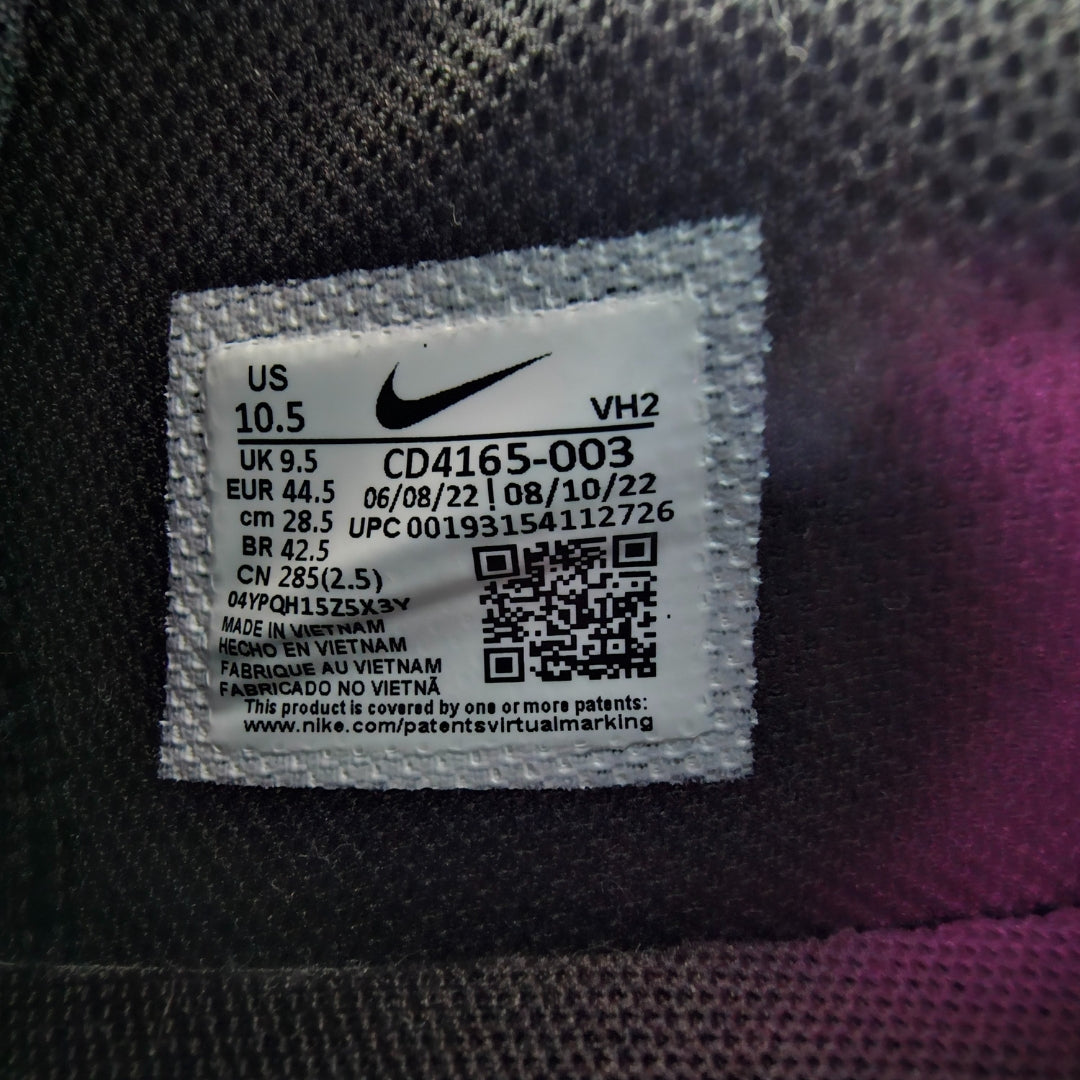 US
10.5
VH2
UK 9.5
CD4165-003
EUR 44.5
06/08/22 | 08/10/22
cm 28.5
UPC 00193154112726
BR 42.5
CN 285(2.5)
04YPQH15Z5X3Y
MADE IN VIETNAM
HECHO EN VIETNAM
FABRIQUE AU VIETNAM
FABRICADO NO VIETNÃ
This product is covered by one or more patents:
www.nike.com/patentsvirtualmarking